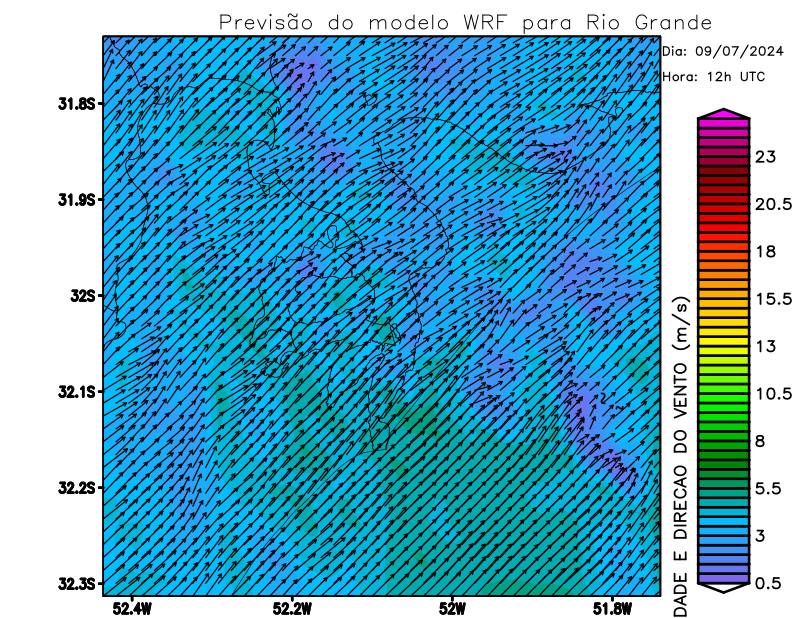 Previsão do modelo WRF para Rio Grande
Dia: 09/07/2024
Hora: 12h UTC
31.8S
31.9S
32S
32.1S
32.2S
32.3S
52.4W
52.2W
52W
51.8W
DADE E DIRECAO DO VENTO (m/s)
23
20.5
18
15.5
13
10.5
8
5.5
3
0.5